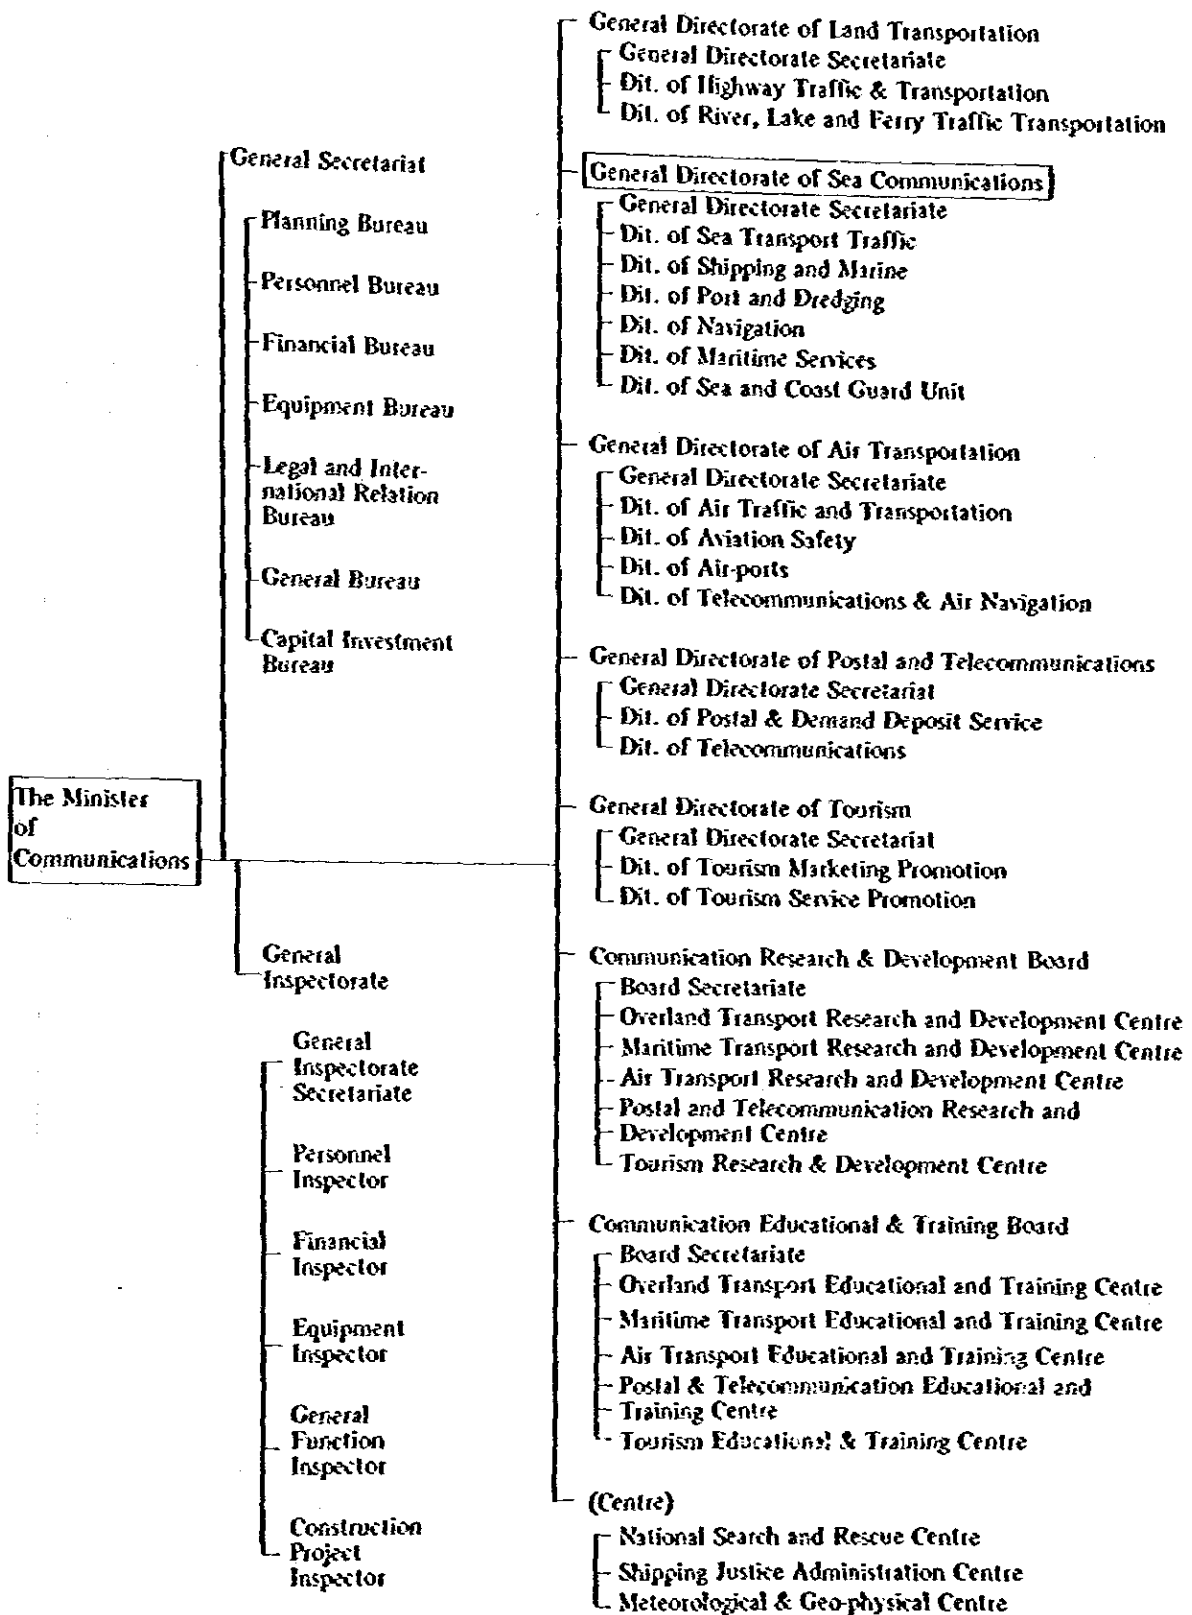 The Minister
of
Communications
General Secretariat
Planning Bureau
Personnel Bureau
Financial Bureau
Equipment Bureau
Legal and Inter-
national Relation
Bureau
General Bureau
Capital Investment
Bureau
General
Inspectorate
General
Inspectorate
Secretariate
Personnel
Inspector
Financial
Inspector
Equipment
Inspector
General
Function
Inspector
Construction
Project
Inspector
General Directorate of Land Transportation
General Directorate Secretariate
Dit. of Highway Traffic & Transportation
Dit. of River, Lake and Ferry Traffic Transportation
General Directorate of Sea Communications
General Directorate Secretariate
Dit. of Sea Transport Traffic
Dit. of Shipping and Marine
Dit. of Port and Dredging
Dit. of Navigation
Dit. of Maritime Services
Dit. of Sea and Coast Guard Unit
General Directorate of Air Transportation
General Directorate Secretariate
Dit. of Air Traffic and Transportation
Dit. of Aviation Safety
Dit. of Air-ports
Dit. of Telecommunications & Air Navigation
General Directorate of Postal and Telecommunications
General Directorate Secretariat
Dit. of Postal & Demand Deposit Service
Dit. of Telecommunications
General Directorate of Tourism
General Directorate Secretariat
Dit. of Tourism Marketing Promotion
Dit. of Tourism Service Promotion
Communication Research & Development Board
Board Secretariate
Overland Transport Research and Development Centre
Maritime Transport Research and Development Centre
Air Transport Research and Development Centre
Postal and Telecommunication Research and
Development Centre
Tourism Research & Development Centre
Communication Educational & Training Board
Board Secretariate
Overland Transport Educational and Training Centre
Maritime Transport Educational and Training Centre
Air Transport Educational and Training Centre
Postal & Telecommunication Educational and
Training Centre
Tourism Educational & Training Centre
(Centre)
National Search and Rescue Centre
Shipping Justice Administration Centre
Meteorological & Geo-physical Centre